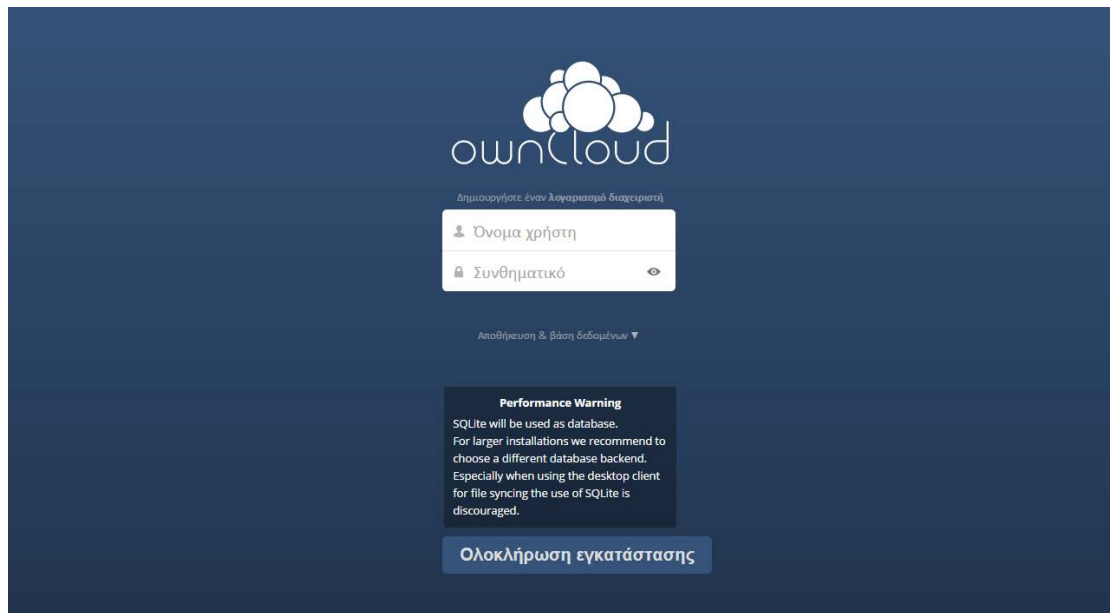 ownCloud
Δημιουργήστε έναν λογαριασμό διαχειριστή
Όνομα χρήστη
Συνθηματικό
Αποθήκευση & βάση δεδομένων ▼
Performance Warning
SQLite will be used as database.
For larger installations we recommend to
choose a different database backend.
Especially when using the desktop client
for file syncing the use of SQLite is
discouraged.
Ολοκλήρωση εγκατάστασης